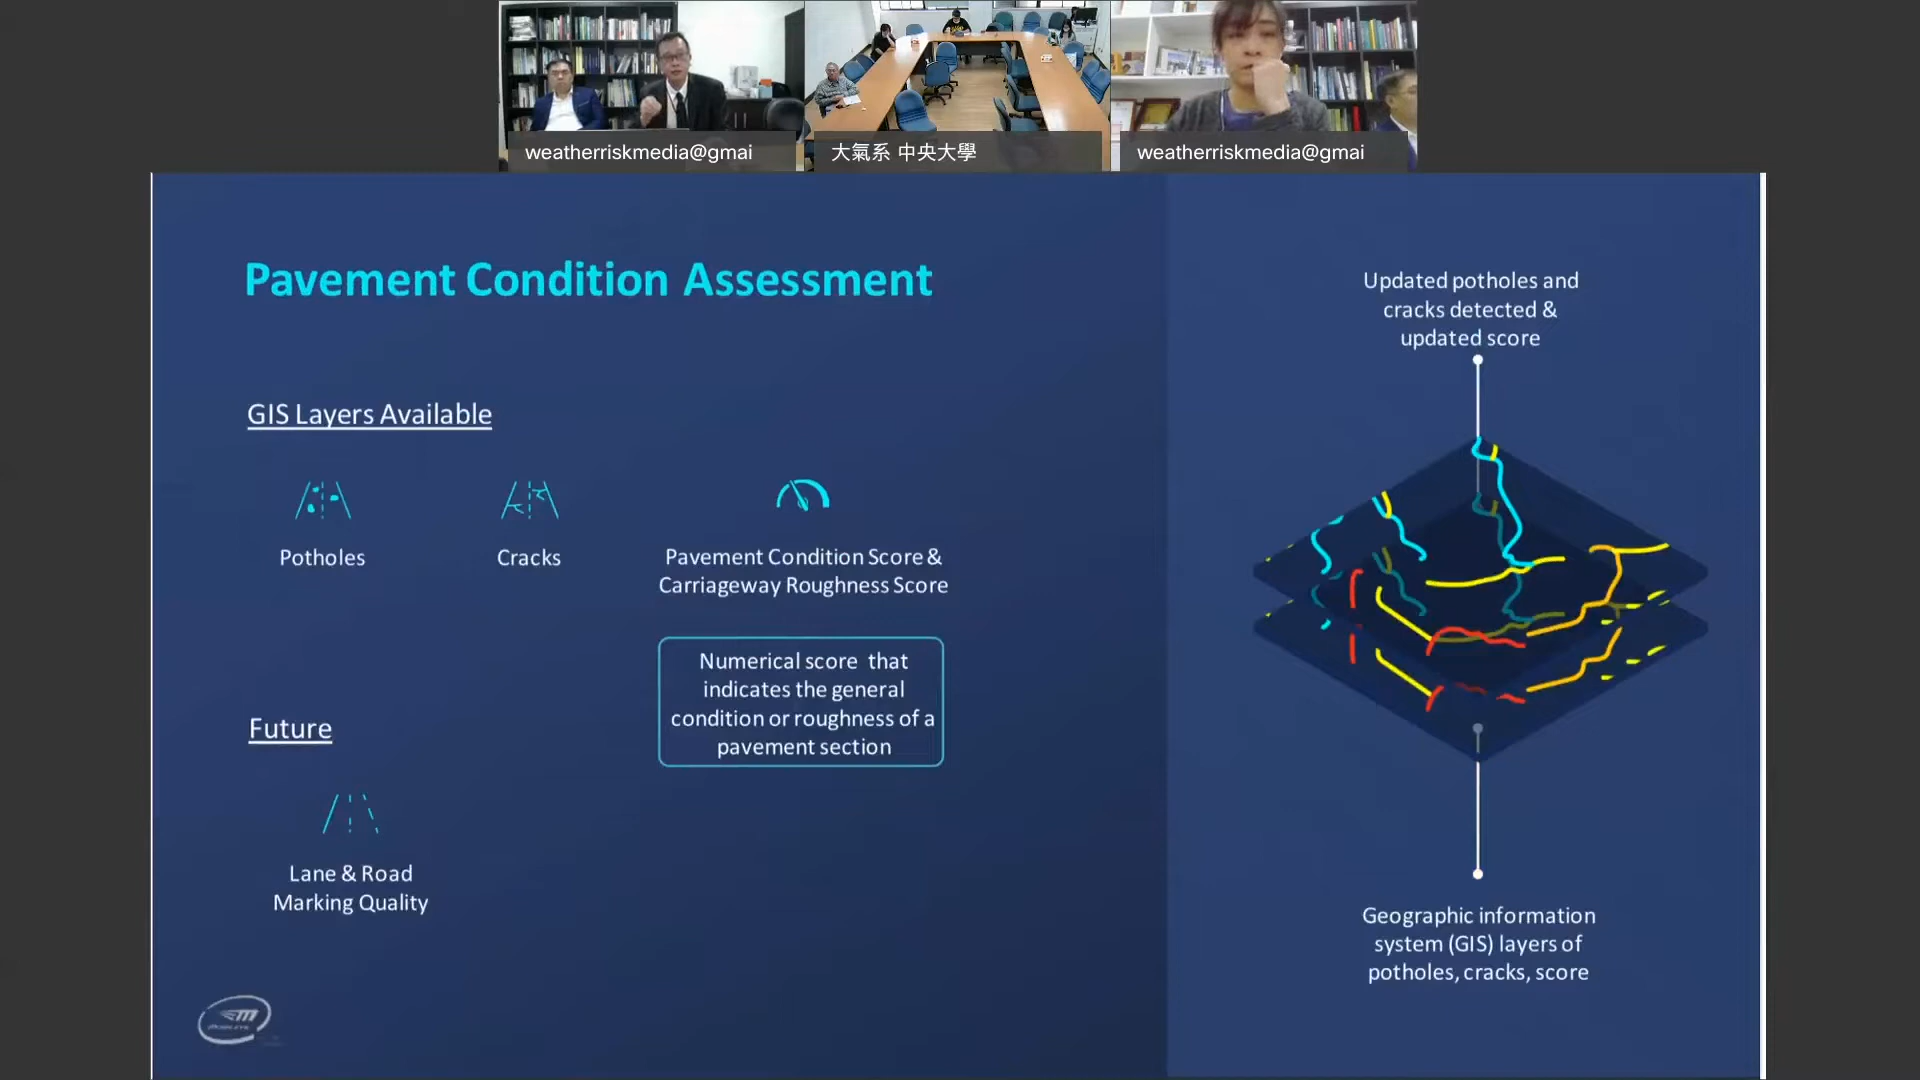 weatherriskmedia@gmai
大氣系 中央大學
weatherriskmedia@gmai
Pavement Condition Assessment
GIS Layers Available
Potholes
Cracks
Pavement Condition Score &
Carriageway Roughness Score
Numerical score that
indicates the general
condition or roughness of a
pavement section
Future
Lane & Road
Marking Quality
Updated potholes and
cracks detected &
updated score
Geographic information
system (GIS) layers of
potholes, cracks, score